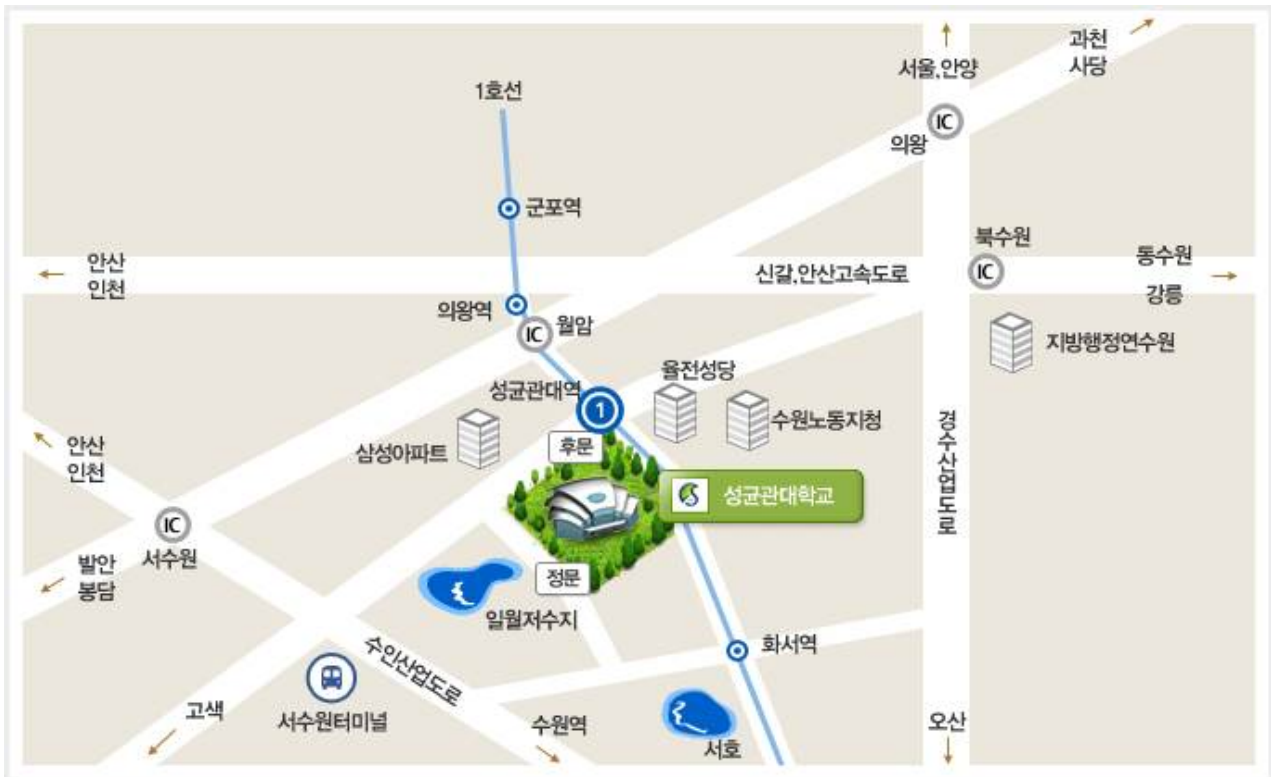 과천
사당
서울,안양
1호선
IC
의왕
군포역
북수원
IC
동수원
강릉
안산
인천
신갈,안산고속도로
의왕역
IC
월암
지방행정연수원
율전성당
성균관대역
1
수원노동지청
삼성아파트
후문
경수산업도로
안산
인천
성균관대학교
IC
서수원
발안
봉담
정문
일월저수지
화서역
수인산업도로
고색
서수원터미널
수원역
서호
오산